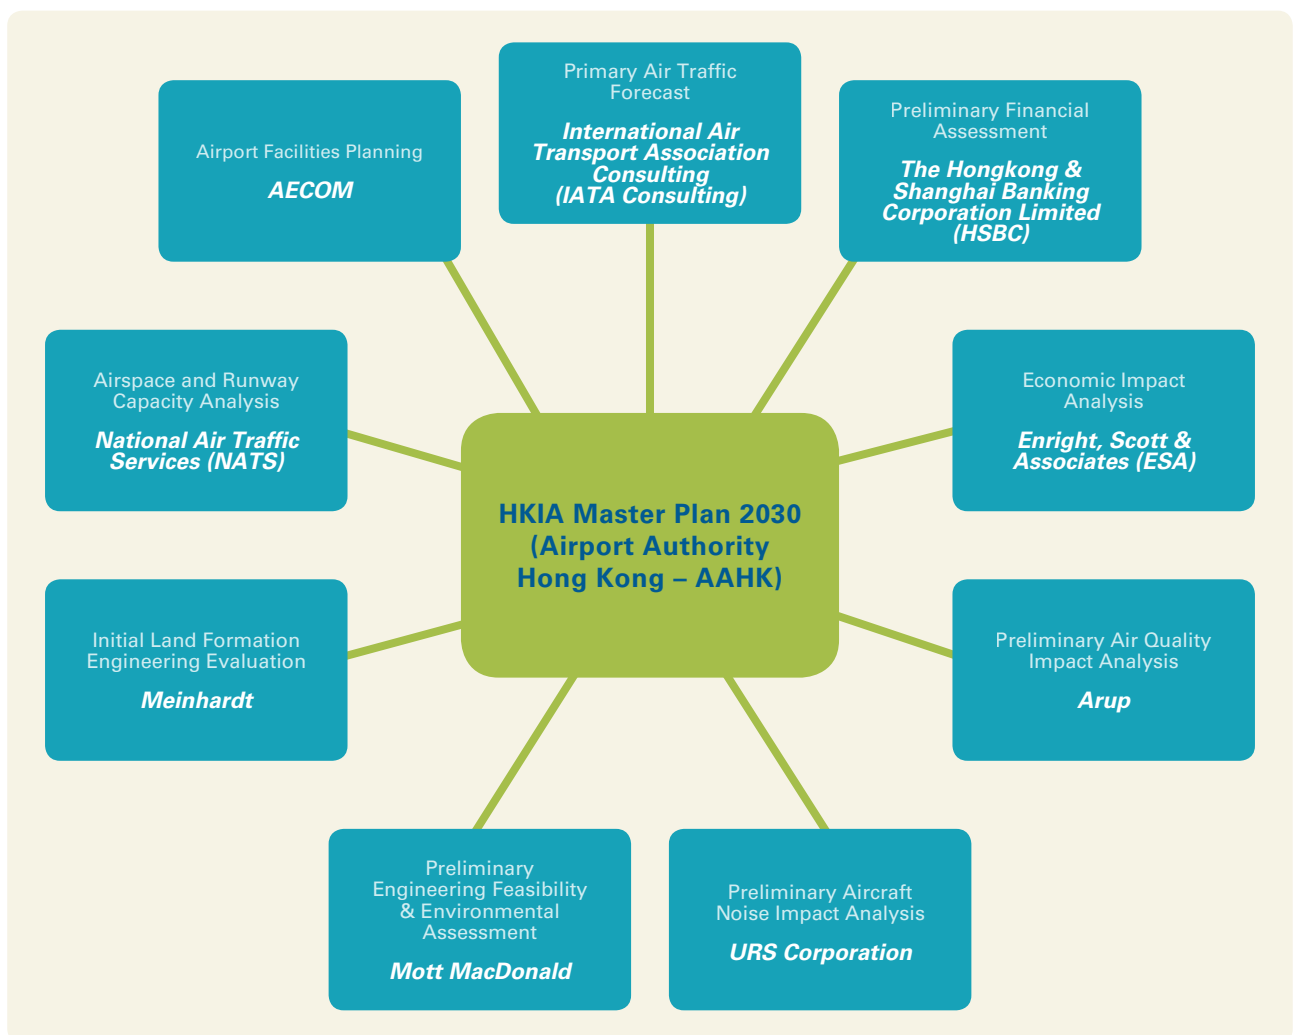 Primary Air Traffic
Forecast
International Air
Transport Association
Consulting
(IATA Consulting)
Preliminary Financial
Assessment
The Hongkong &
Shanghai Banking
Corporation Limited
(HSBC)
Airport Facilities Planning
AECOM
Airspace and Runway
Capacity Analysis
National Air Traffic
Services (NATS)
Economic Impact
Analysis
Enright, Scott &
Associates (ESA)
HKIA Master Plan 2030
(Airport Authority
Hong Kong – AAHK)
Initial Land Formation
Engineering Evaluation
Meinhardt
Preliminary Air Quality
Impact Analysis
Arup
Preliminary
Engineering Feasibility
& Environmental
Assessment
Mott MacDonald
Preliminary Aircraft
Noise Impact Analysis
URS Corporation